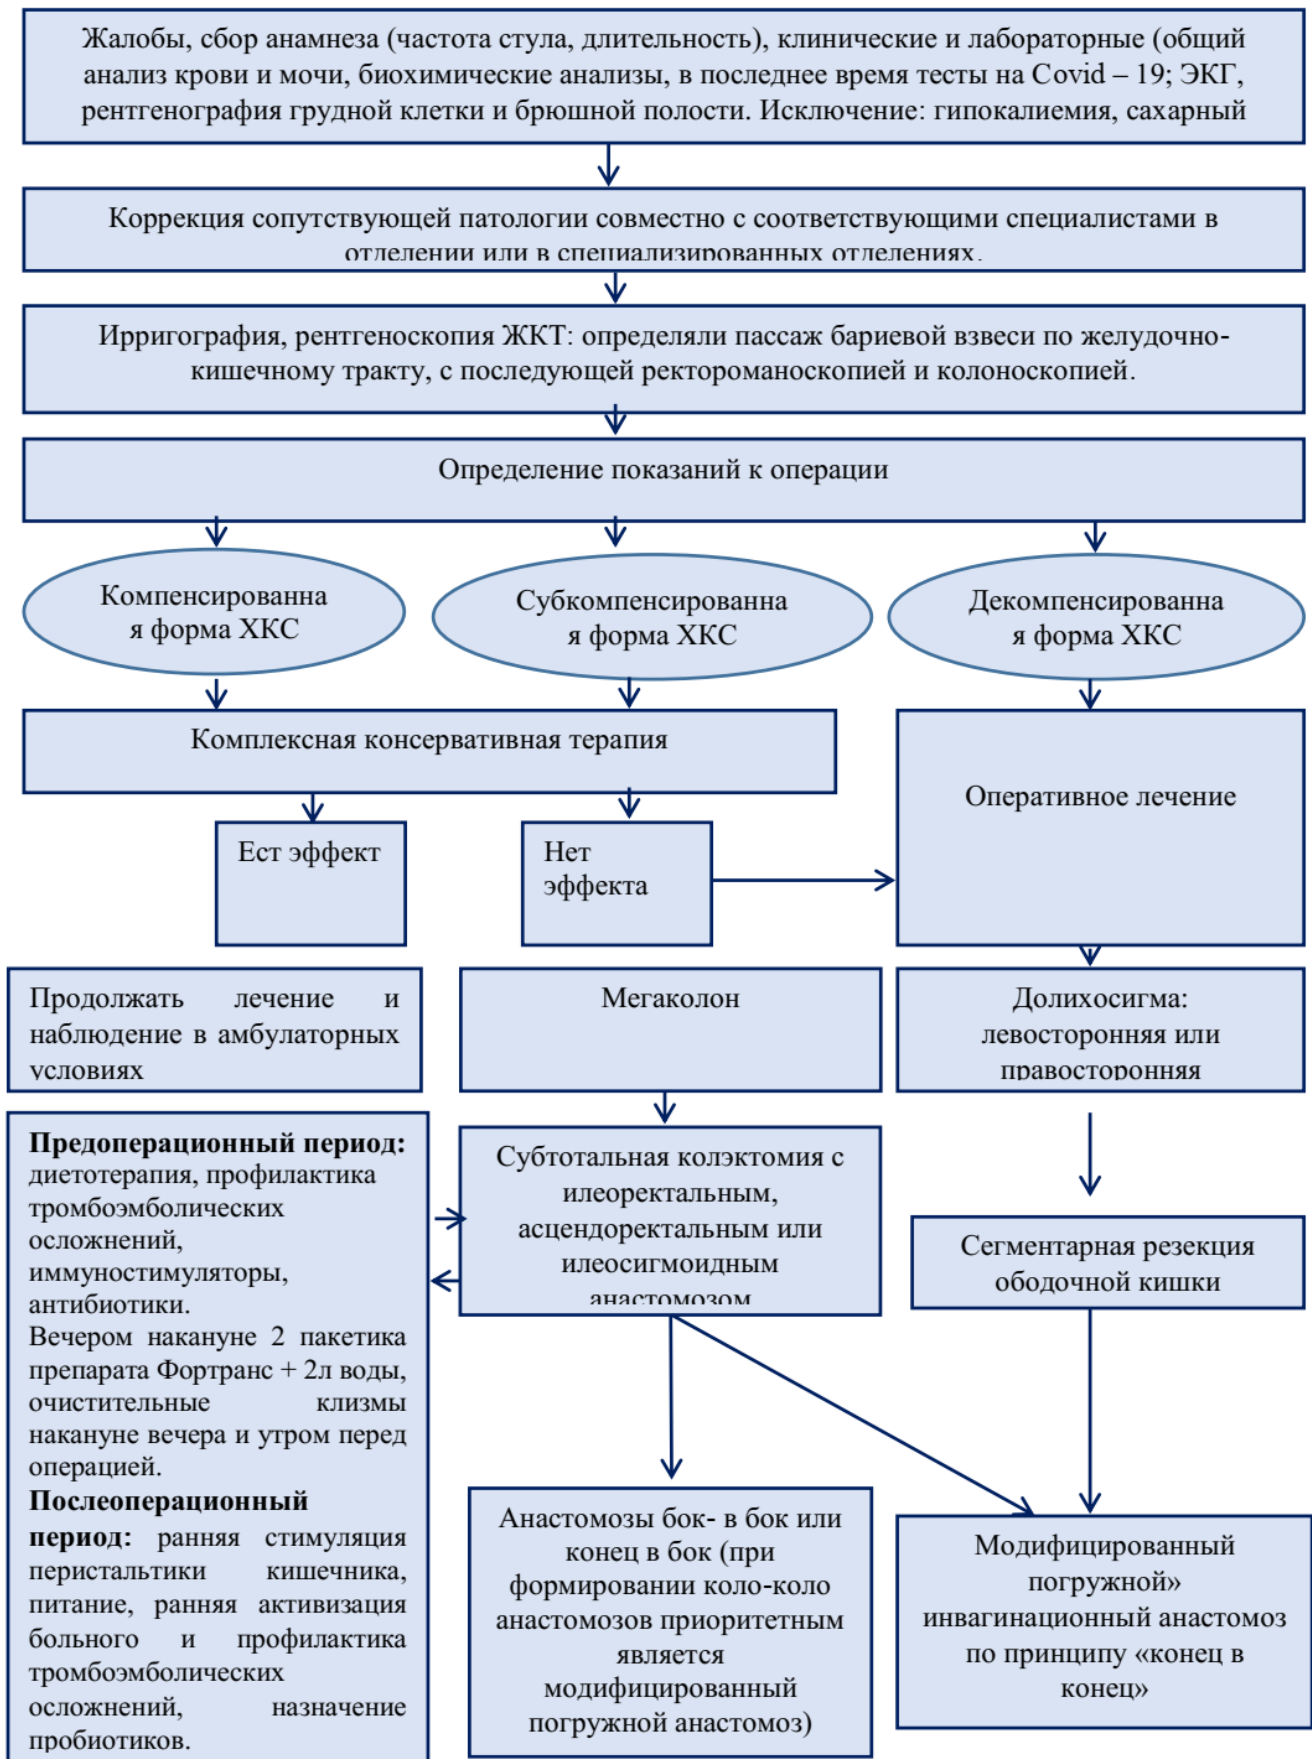 Жалобы, сбор анамнеза (частота стула, длительность), клинические и лабораторные (общий
анализ крови и мочи, биохимические анализы, в последнее время тесты на Covid – 19; ЭКГ,
рентгенография грудной клетки и брюшной полости. Исключение: гипокалиемия, сахарный
Коррекция сопутствующей патологии совместно с соответствующими специалистами в
отделении или в специализированных отделениях.
Ирригография, рентгеноскопия ЖКТ: определяли пассаж бариевой взвеси по желудочно-
кишечному тракту, с последующей ректороманоскопией и колоноскопией.
Определение показаний к операции
Компенсированна
я форма ХКС
Субкомпенсированна
я форма ХКС
Декомпенсированна
я форма ХКС
Комплексная консервативная терапия
Оперативное лечение
Ест эффект
Нет
эффекта
Продолжать лечение и
наблюдение в амбулаторных
условиях
Мегаколон
Долихосигма:
левосторонняя или
правосторонняя
Предоперационный период:
диетотерапия, профилактика
тромбоэмболических
осложнений,
иммуностимуляторы,
антибиотики.
Вечером накануне 2 пакетика
препарата Фортранс + 2л воды,
очистительные клизмы
накануне вечера и утром перед
операцией.
Послеоперационный
период: ранняя стимуляция
перистальтики кишечника,
питание, ранняя активизация
больного и профилактика
тромбоэмболических
осложнений, назначение
пробиотиков.
Субтотальная колэктомия с
илеоректальным,
асцендоректальным или
илеосигмоидным
анастомозом
Сегментарная резекция
ободочной кишки
Анастомозы бок- в бок или
конец в бок (при
формировании коло-коло
анастомозов приоритетным
является
модифицированный
погружной анастомоз)
Модифицированный
погружной»
инвагинационный анастомоз
по принципу «конец в
конец»